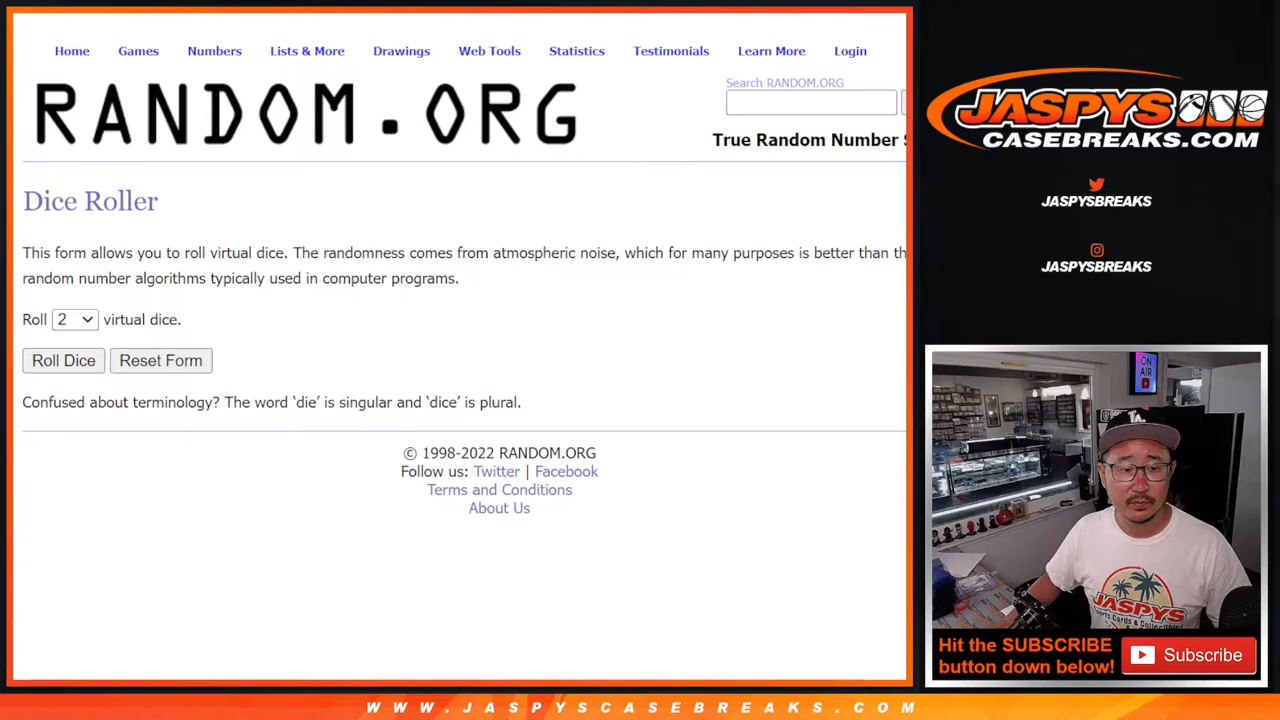 Home Games Numbers Lists & More Drawings Web Tools Statistics Testimonials Learn More Login
RANDOM.ORG
Search RANDOM.ORG
True Random Number S
Dice Roller
This form allows you to roll virtual dice. The randomness comes from atmospheric noise, which for many purposes is better than th
random number algorithms typically used in computer programs.
Roll 2 virtual dice.
Roll Dice Reset Form
Confused about terminology? The word ‘die’ is singular and ‘dice’ is plural.
© 1998-2022 RANDOM.ORG
Follow us: Twitter | Facebook
Terms and Conditions
About Us
JASPYS
CASEBREAKS.COM
JASPYSBREAKS
JASPYSBREAKS
ON
AIR
JASPYS
Hit the SUBSCRIBE
button down below!
Subscribe
WWW.JASPYSCASEBREAKS.COM